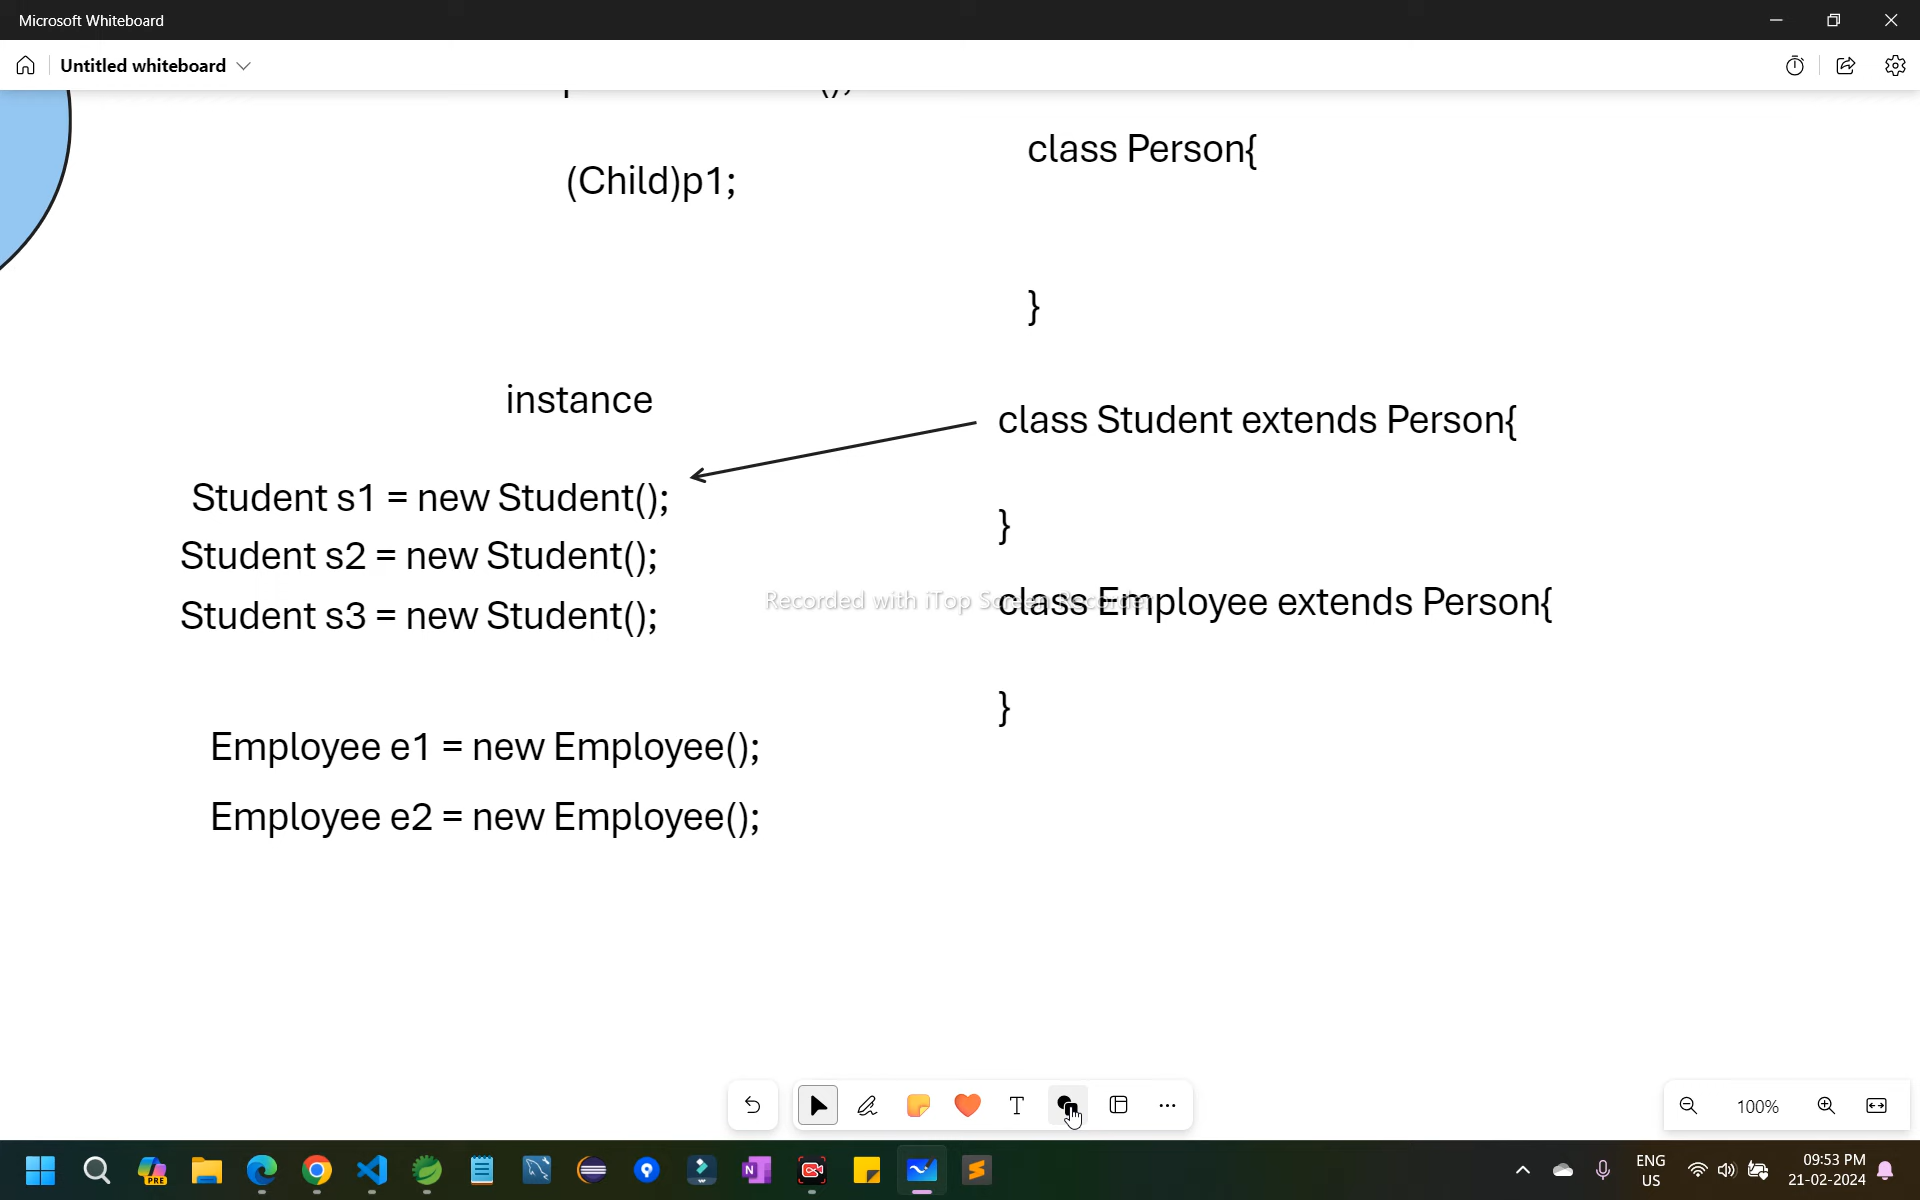 Microsoft Whiteboard
Untitled whiteboard
(Child)p1;
class Person{
}
instance
class Student extends Person{
}
Student s1 = new Student();
Student s2 = new Student();
Student s3 = new Student();
Recorded with iTop Screen Recorder
class Employee extends Person{
}
Employee e1 = new Employee();
Employee e2 = new Employee();
100%
PRE
N
ENG
US
09:53 PM
21-02-2024